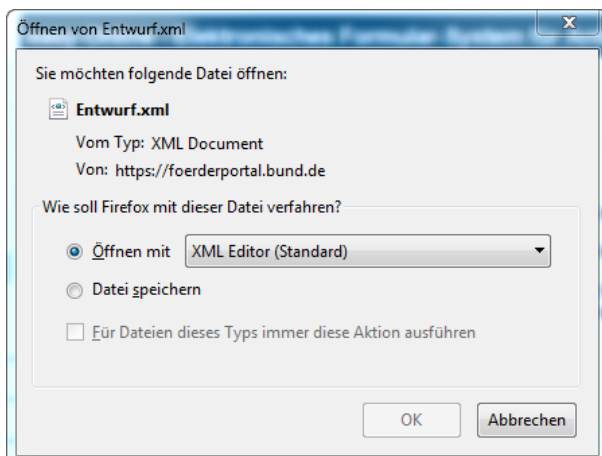 Öffnen von Entwurf.xml
Sie möchten folgende Datei öffnen:
Entwurf.xml
Vom Typ: XML Document
Von: https://foerderportal.bund.de
Wie soll Firefox mit dieser Datei verfahren?
Öffnen mit XML Editor (Standard)
Datei speichern
Für Dateien dieses Typs immer diese Aktion ausführen
OK Abbrechen